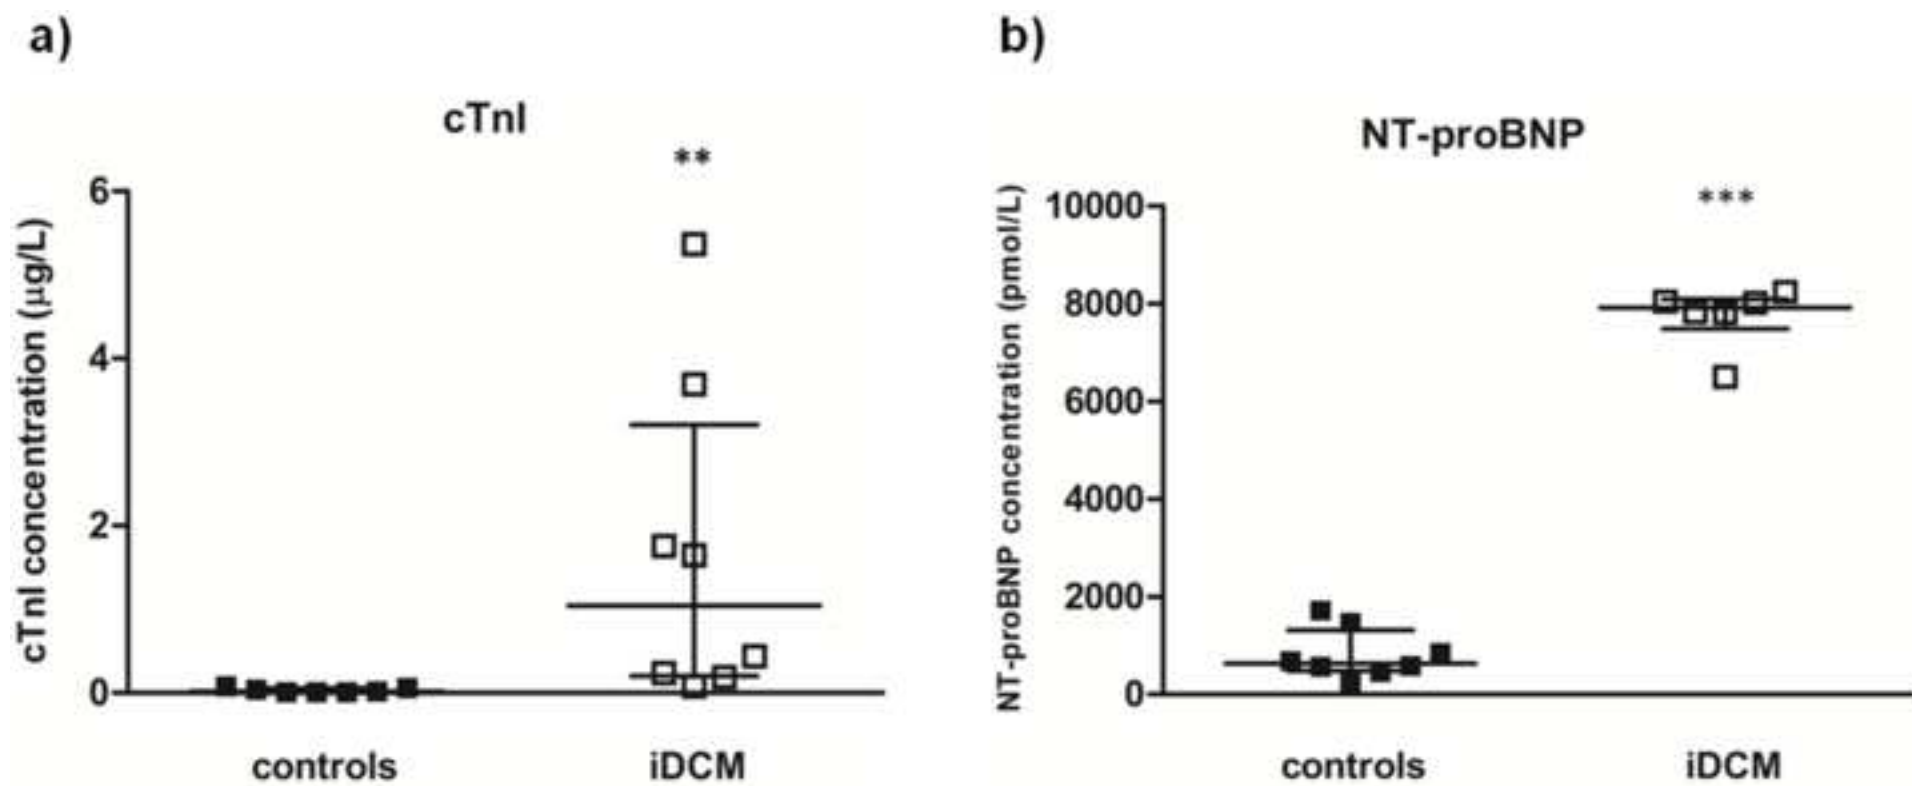 a)
cTnI
**
cTnI concentration (µg/L)
6
4
2
0
controls iDCM
b)
NT-proBNP
***
NT-proBNP concentration (pmol/L)
10000
8000
6000
4000
2000
0
controls iDCM